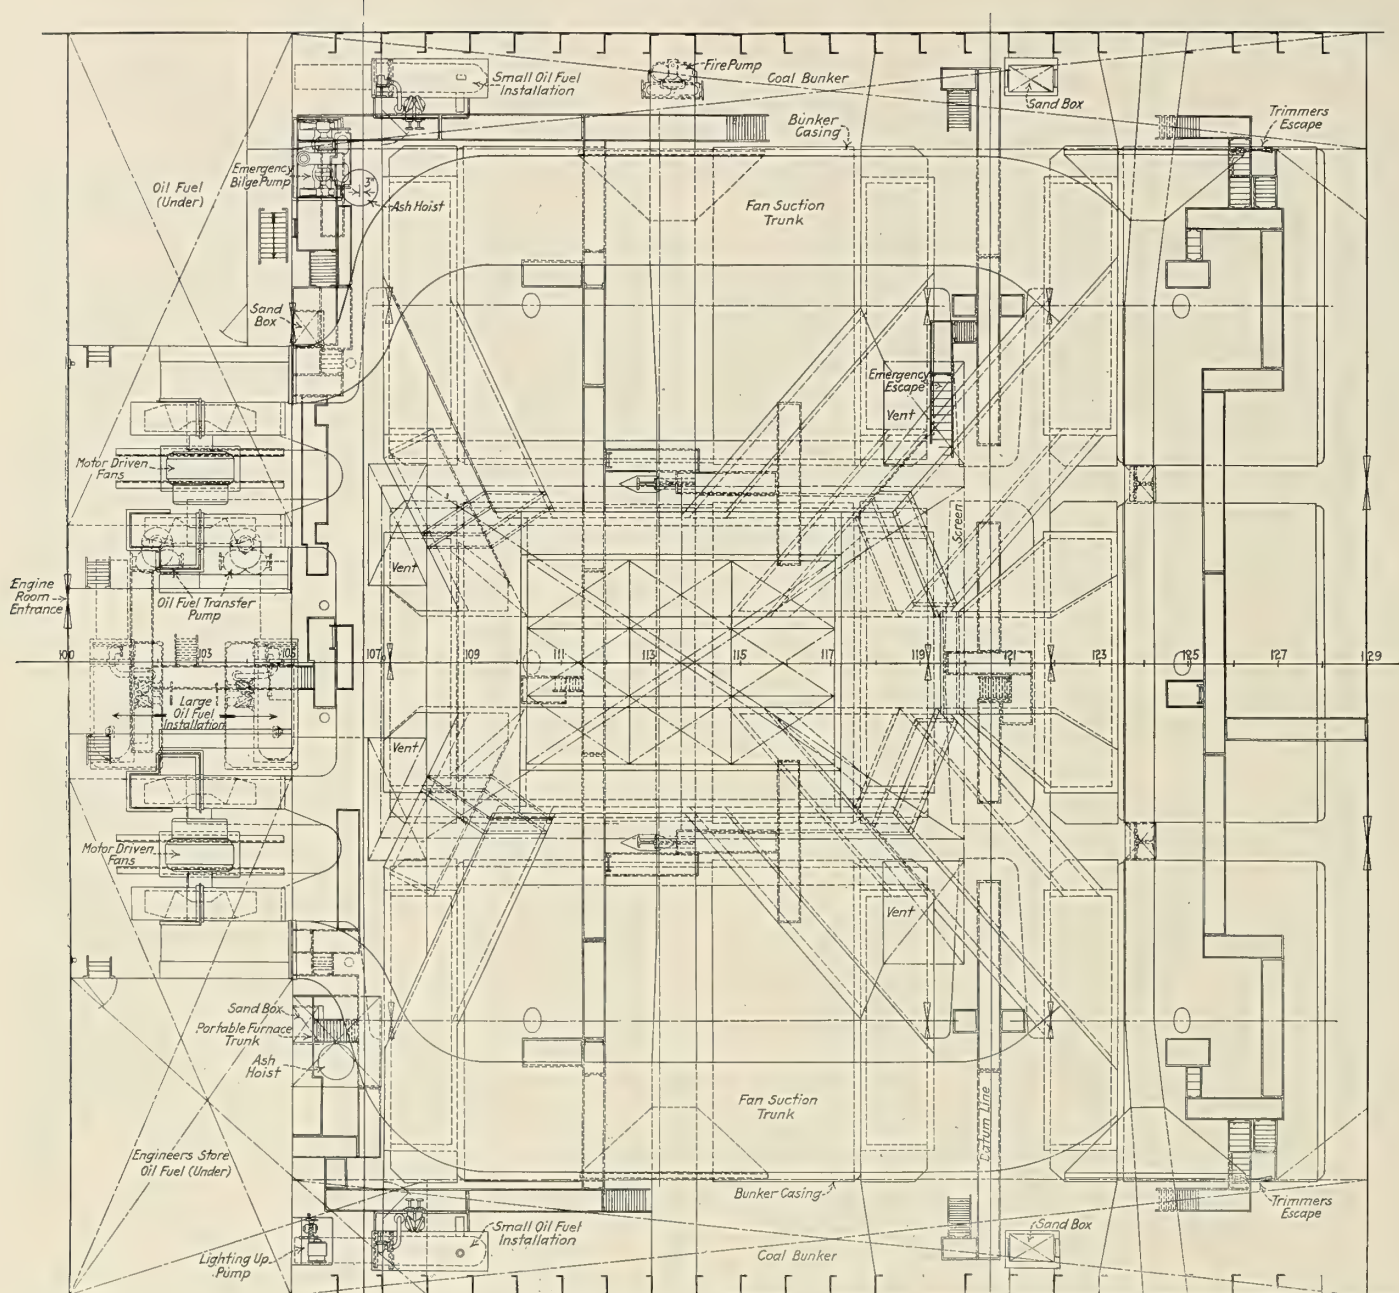 Small Oil Fuel
Installation
Fire Pump
Coal Bunker
Sand Box
Trimmers
Escape
Bunker
Casing
Emergency
Bilge Pump
Oil Fuel
(Under)
Ash Hoist
Fan Suction
Trunk
Sand
Box
Emergency
Escape
Vent
Motor Driven
Fans
Screen
Vent
Engine
Room
Entrance
Oil Fuel Transfer
Pump
100
103
105
107
109
111
113
115
117
119
121
123
125
127
129
Large
Oil Fuel
Installation
Vent
Motor Driven
Fans
Vent
Sand Box
Portable Furnace
Trunk
Ash
Hoist
Fan Suction
Trunk
Datum Line
Engineers Store
Oil Fuel (Under)
Bunker Casing
Trimmers
Escape
Small Oil Fuel
Installation
Sand Box
Lighting Up
Pump
Coal Bunker